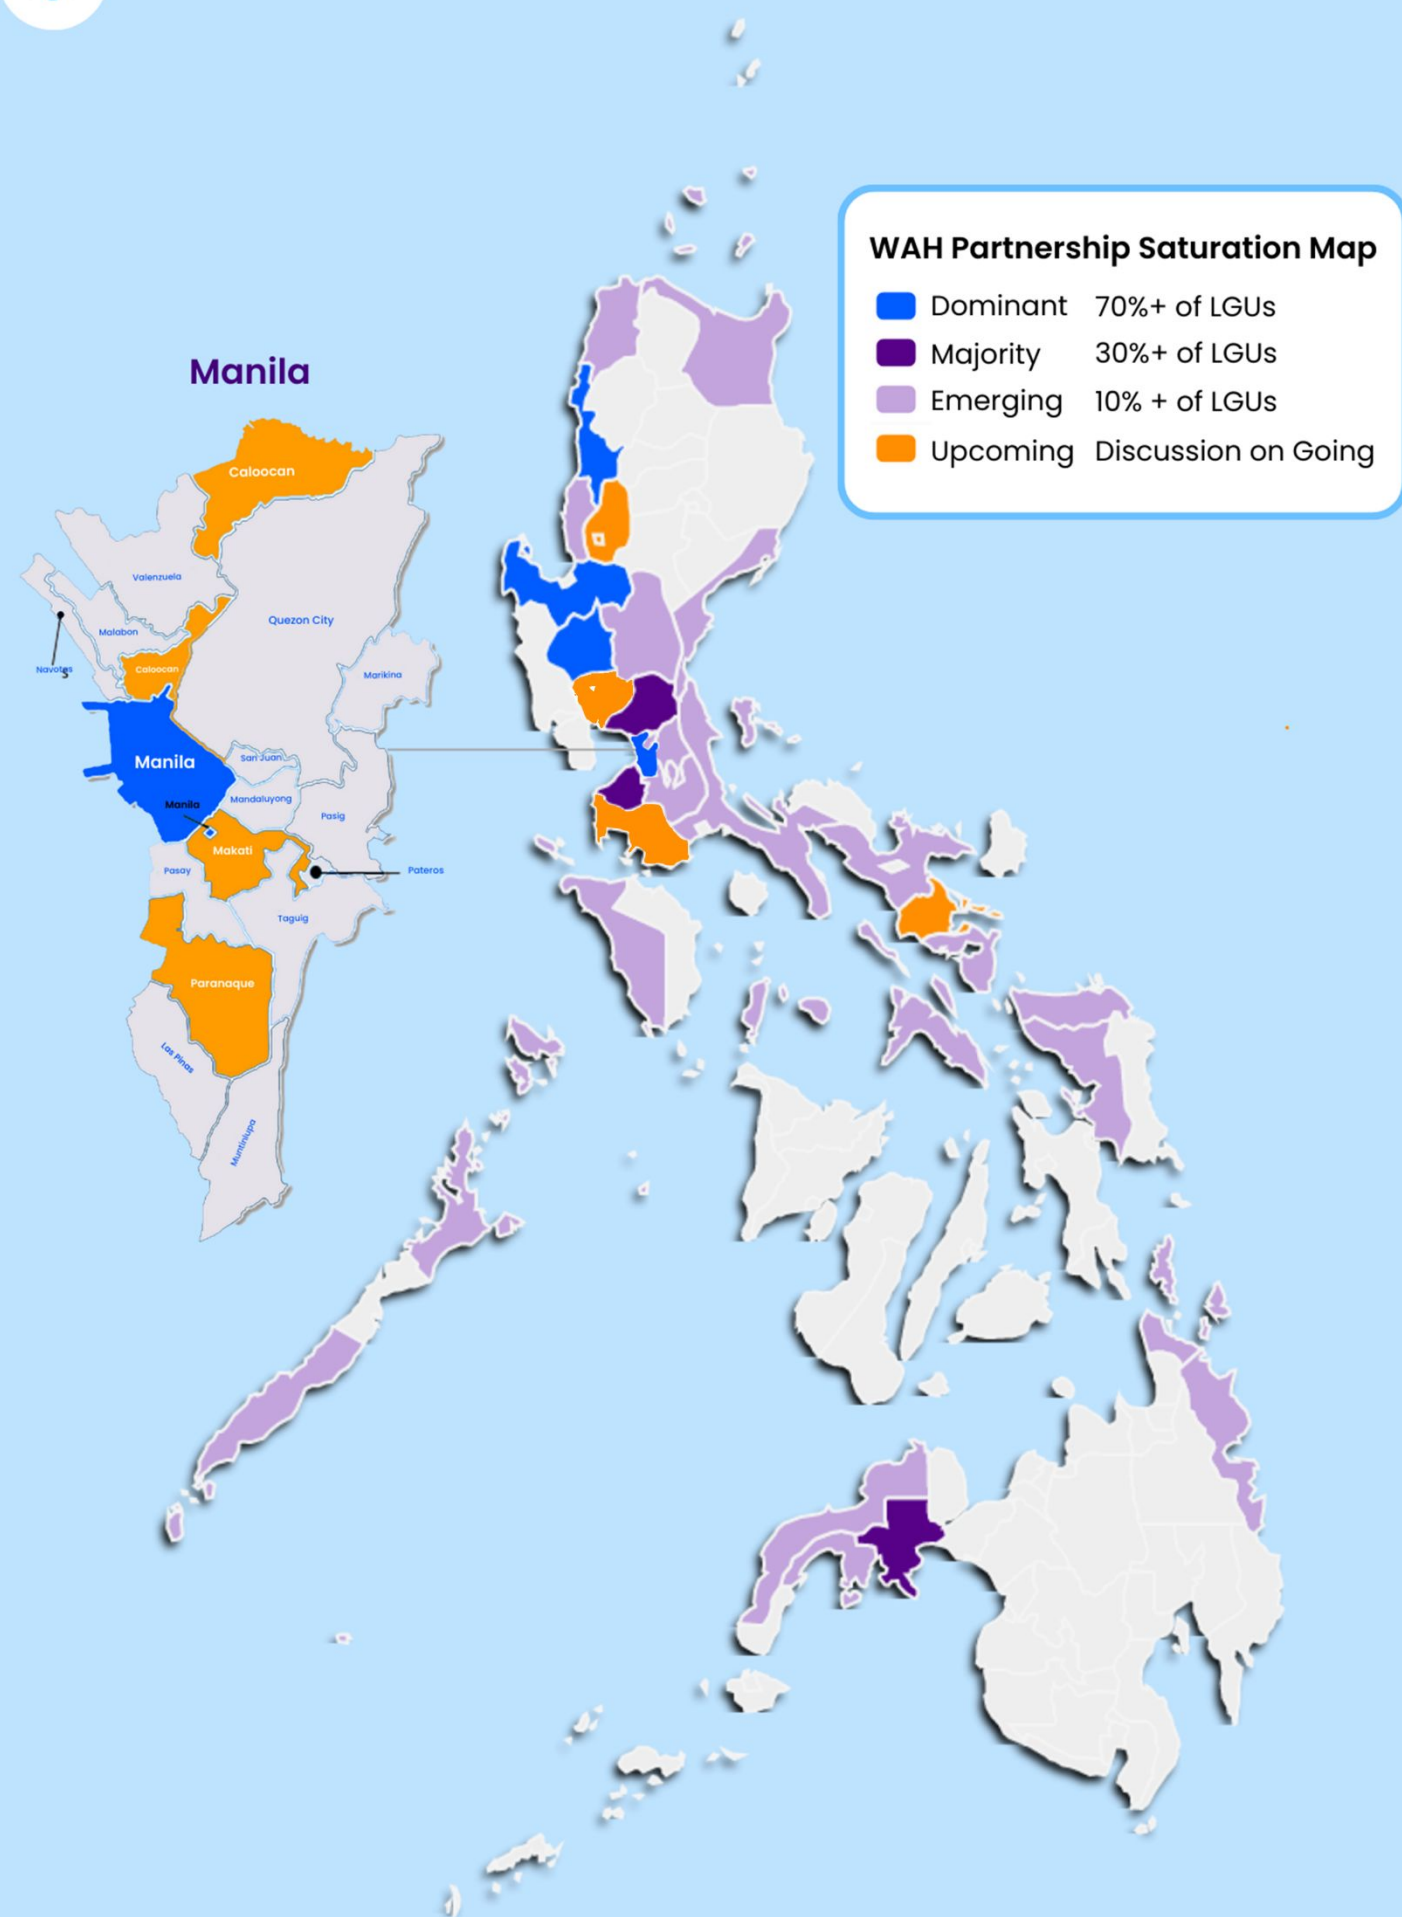 WAH Partnership Saturation Map
Dominant 70%+ of LGUs
Majority 30%+ of LGUs
Emerging 10% + of LGUs
Upcoming Discussion on Going
Manila
Caloocan
Valenzuela
Quezon City
Malabon
Navotas
s
Caloocan
Marikina
Manila
San Juan
Manila
Mandaluyong
Pasig
Makati
Pasay
Pateros
Taguig
Paranaque
Las Pinas
Muntinlupa